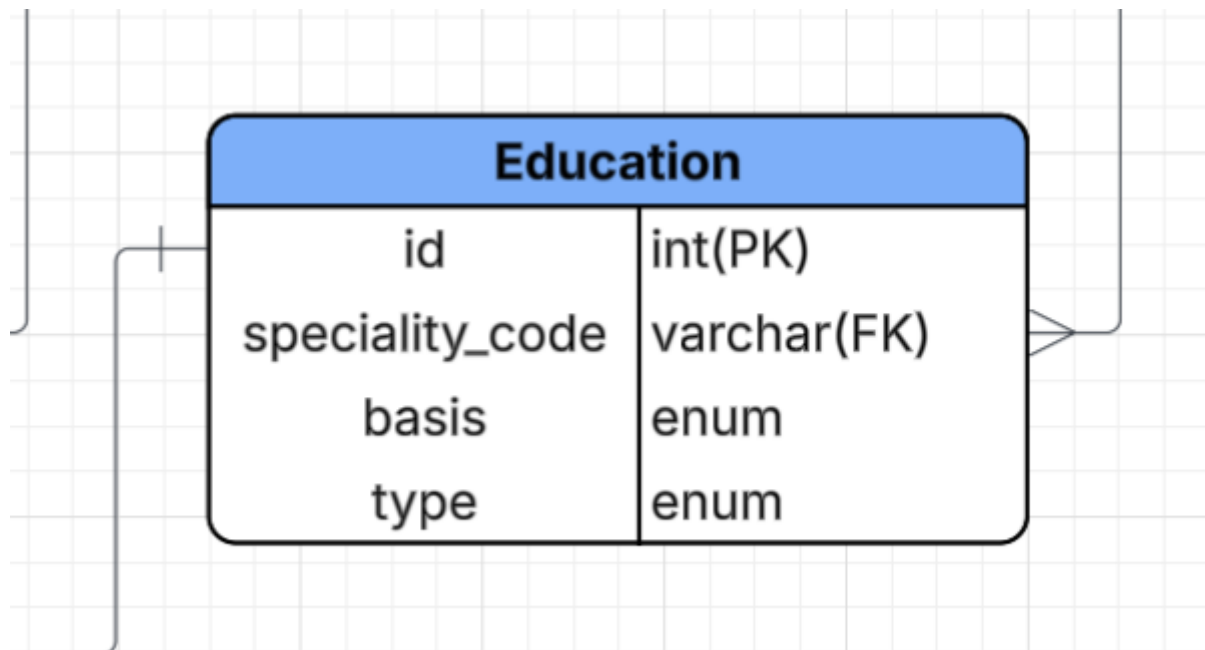 Education
id int(PK)
speciality_code varchar(FK)
basis enum
type enum